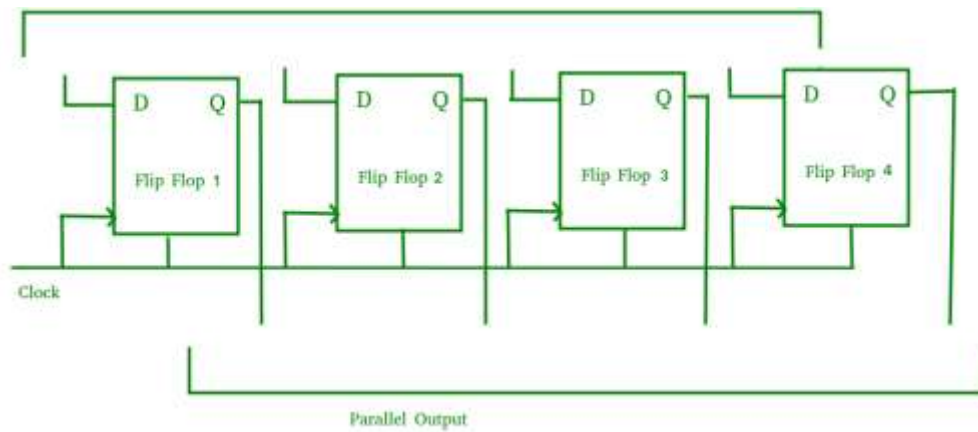 D Q
Flip Flop 1
D Q
Flip Flop 2
D Q
Flip Flop 3
D Q
Flip Flop 4
Clock
Parallel Output